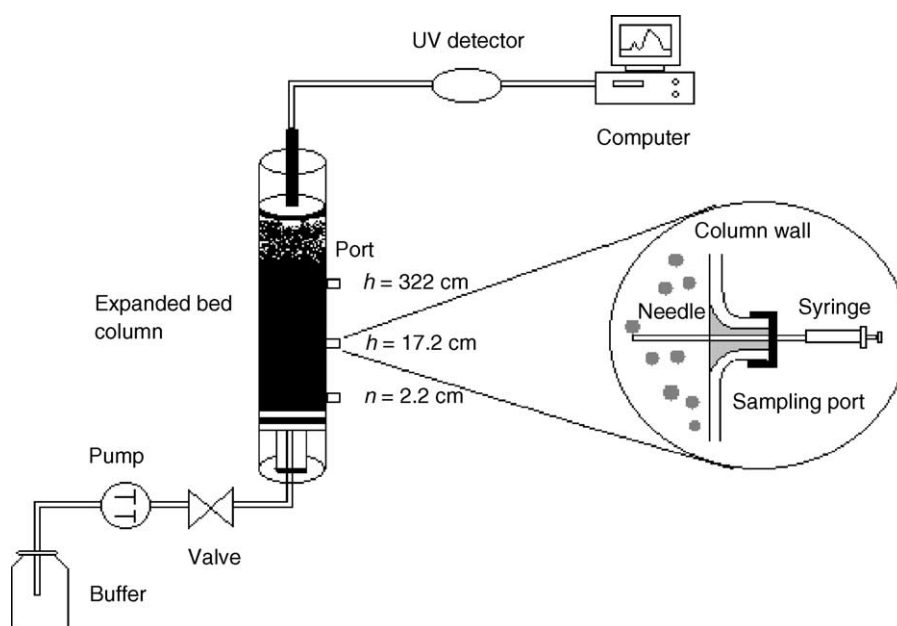 UV detector
Computer
Port
h = 322 cm
Expanded bed
column
h = 17.2 cm
n = 2.2 cm
Column wall
Needle
Syringe
Sampling port
Pump
Valve
Buffer